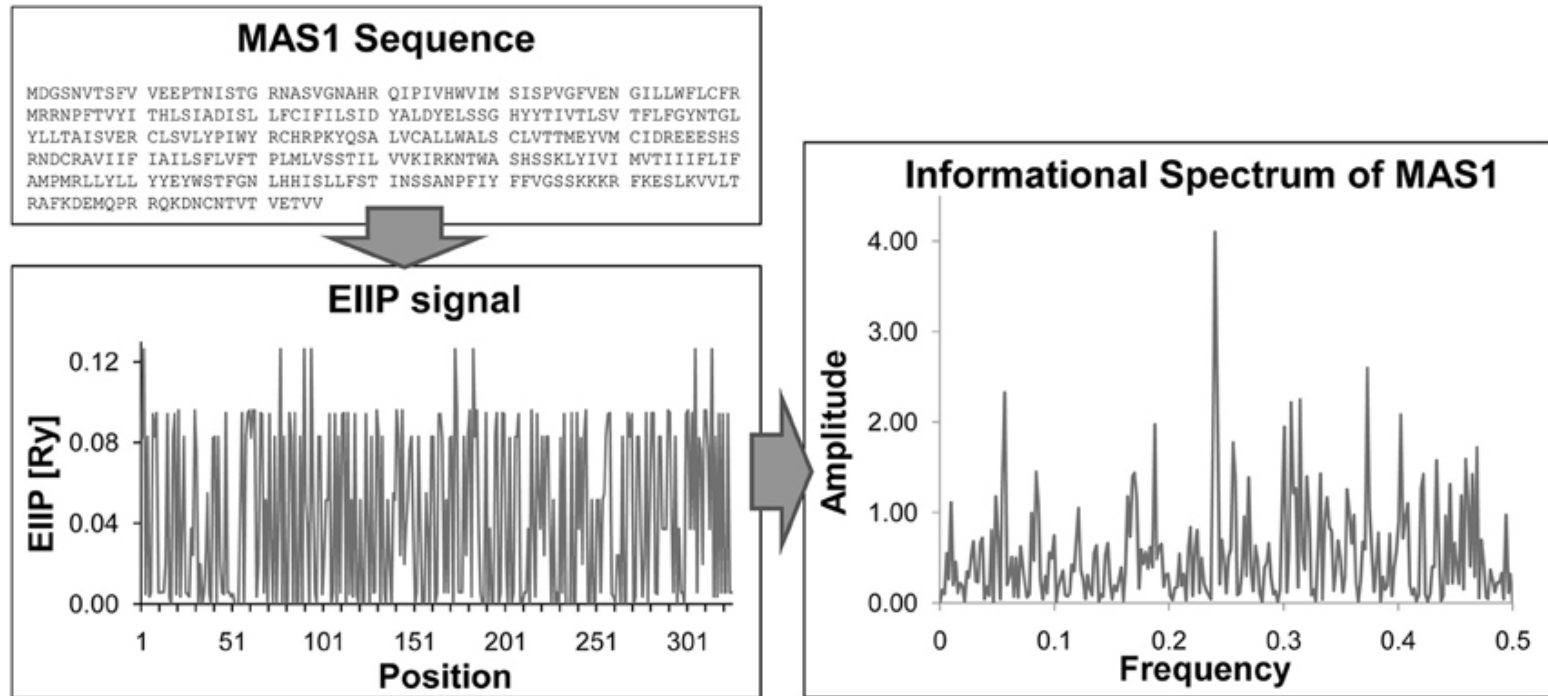 MAS1 Sequence
MDGSNVTSFV VEEPTNISTG RNASVGNAHR QIPIVHWVIM SISPVGFVEN GILLWFLCFR
MRRNPFTVYI THLSIADISL LFCIFILSID YALDYELSSG HYYTIVTLSV TFLFGYNTGL
YLLTAISVER CLSVLYPIWY RCHRPKYQSA LVCALLWALS CLVTTMEYVM CIDREEESHS
RNDCRAVIIF IAILSFLVFT PLMLVSSTIL VVKIRKNTWA SHSSKLYIVI MVTIIIFLIF
AMPMRLLYLL YYEYWSTFGN LHHISLLFST INSSANPFIY FFVGSSKKKR FKESLKVVLT
RAFKDEMQPR RQKDNCNTVT VETVV
EIIP signal
0.12
0.08
0.04
0.00
EIIP [Ry]
1 51 101 151 201 251 301
Position
Informational Spectrum of MAS1
4.00
3.00
2.00
1.00
0.00
Amplitude
0 0.1 0.2 0.3 0.4 0.5
Frequency